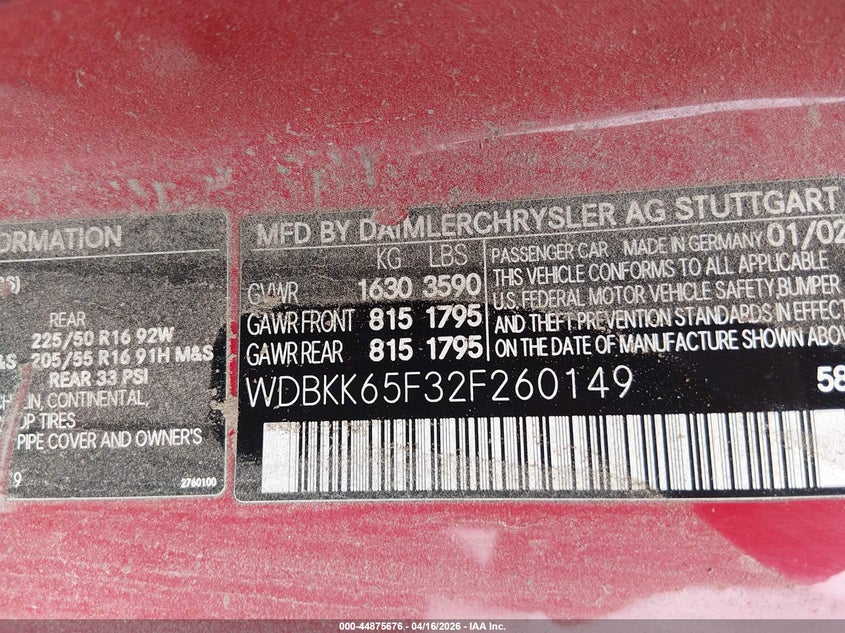 ORMATION
REAR
225/50 R16 92W
205/55 R16 91H M&S
REAR 33 PSI
CONTINENTAL,
TIRES
PIPE COVER AND OWNER'S
9
2760100
MFD BY DAIMLERCHRYSLER AG STUTTGART
KG LBS
GVWR 1630 3590
GAWR FRONT 815 1795
GAWR REAR 815 1795
PASSENGER CAR MADE IN GERMANY 01/02
THIS VEHICLE CONFORMS TO ALL APPLICABLE
U.S. FEDERAL MOTOR VEHICLE SAFETY, BUMPER
AND THEFT PREVENTION STANDARDS IN EFFECT
ON THE DATE OF MANUFACTURE SHOWN ABOV
WDBKK65F32F260149
58
000-44875676 - 04/16/2026 - IAA Inc.